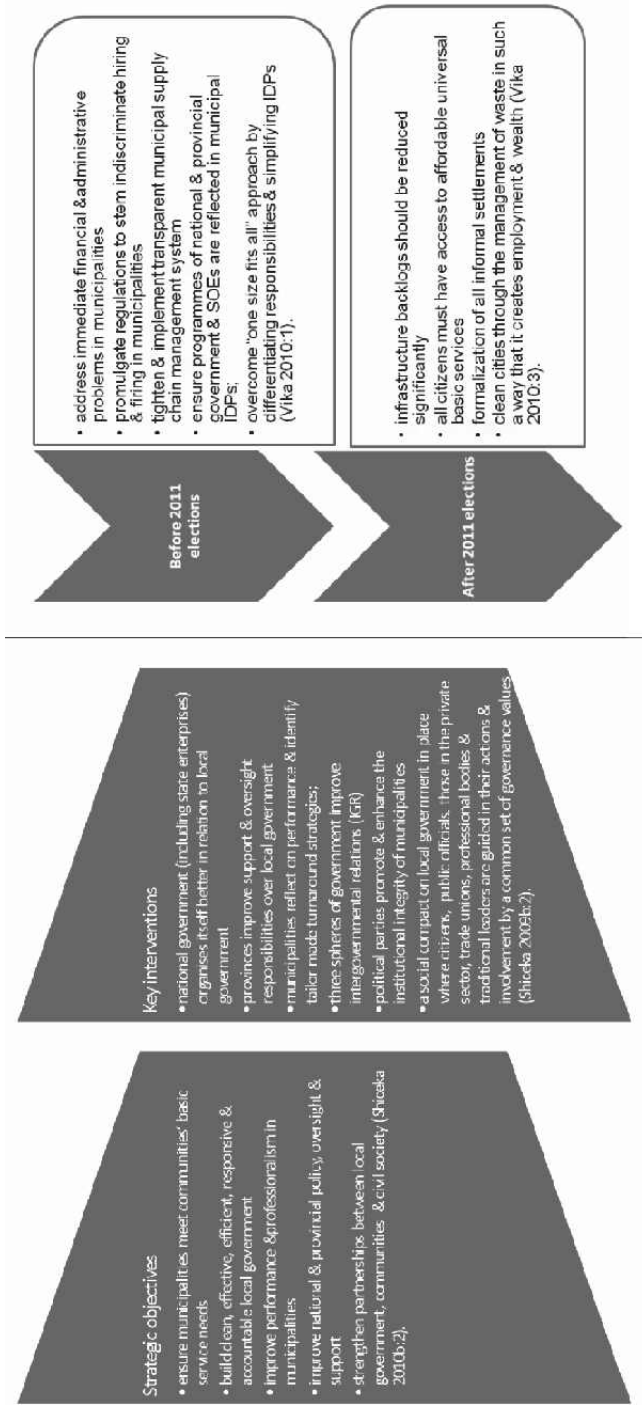 Strategic objectives
• ensure municipalities meet communities' basic
service needs
• build clean, effective, efficient, responsive &
accountable local government
• improve performance &professionalism in
municipalities
• improve national & provincial policy, oversight &
support
• strengthen partnerships between local
government, communities & civil society (Shiceka
2010b:2).
Key interventions
• national government (including state enterprises)
organises itself better in relation to local
government
• provinces improve support & oversight
responsibilities over local government
• municipalities reflect on performance & identify
tailor made turnaround strategies;
• three spheres of government improve
intergovernmental relations (IGR)
• political parties promote & enhance the
institutional integrity of municipalities
• a social compact on local government in place
where citizens, public officials, those in the private
sector, trade unions, professional bodies &
traditional leaders are guided in their actions &
involvement by a common set of governance values
(Shiceka 2009b:2).
Before 2011
elections
• address immediate financial &administrative
problems in municipalities
• promulgate regulations to stem indiscriminate hiring
& firing in municipalities
• tighten & implement transparent municipal supply
chain management system
• ensure programmes of national & provincial
government & SOEs are reflected in municipal
IDPs;
• overcome "one size fits all" approach by
differentiating responsibilities & simplifying IDPs
(Vika 2010:1).
After 2011 elections
• infrastructure backlogs should be reduced
significantly
• all citizens must have access to affordable universal
basic services
• formalization of all informal settlements
• clean cities through the management of waste in such
a way that it creates employment & wealth (Vika
2010:3).